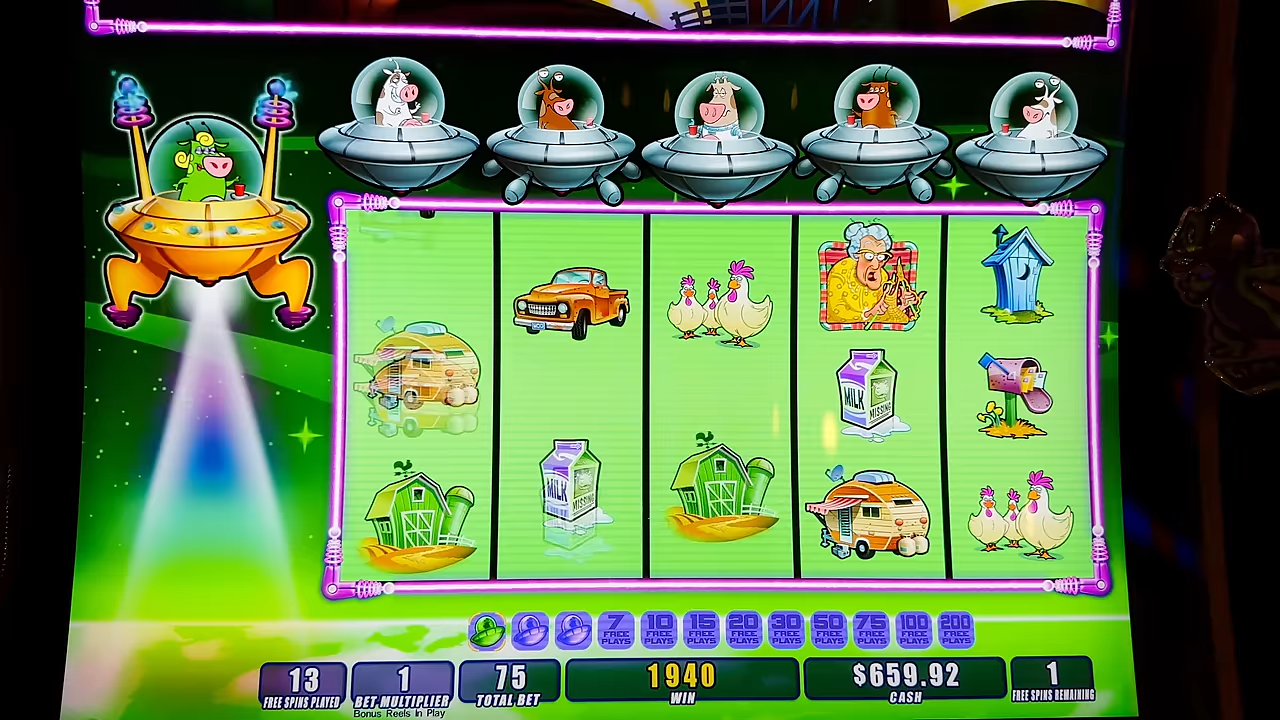 MOO
MILK
MISSING
MILK
MISSING
7 FREE PLAYS
10 FREE PLAYS
15 FREE PLAYS
20 FREE PLAYS
30 FREE PLAYS
50 FREE PLAYS
75 FREE PLAYS
100 FREE PLAYS
200 FREE PLAYS
13
FREE SPINS PLAYED
1
BET MULTIPLIER
Bonus Reels In Play
75
TOTAL BET
1940
WIN
$659.92
CASH
1
FREE SPINS REMAINING